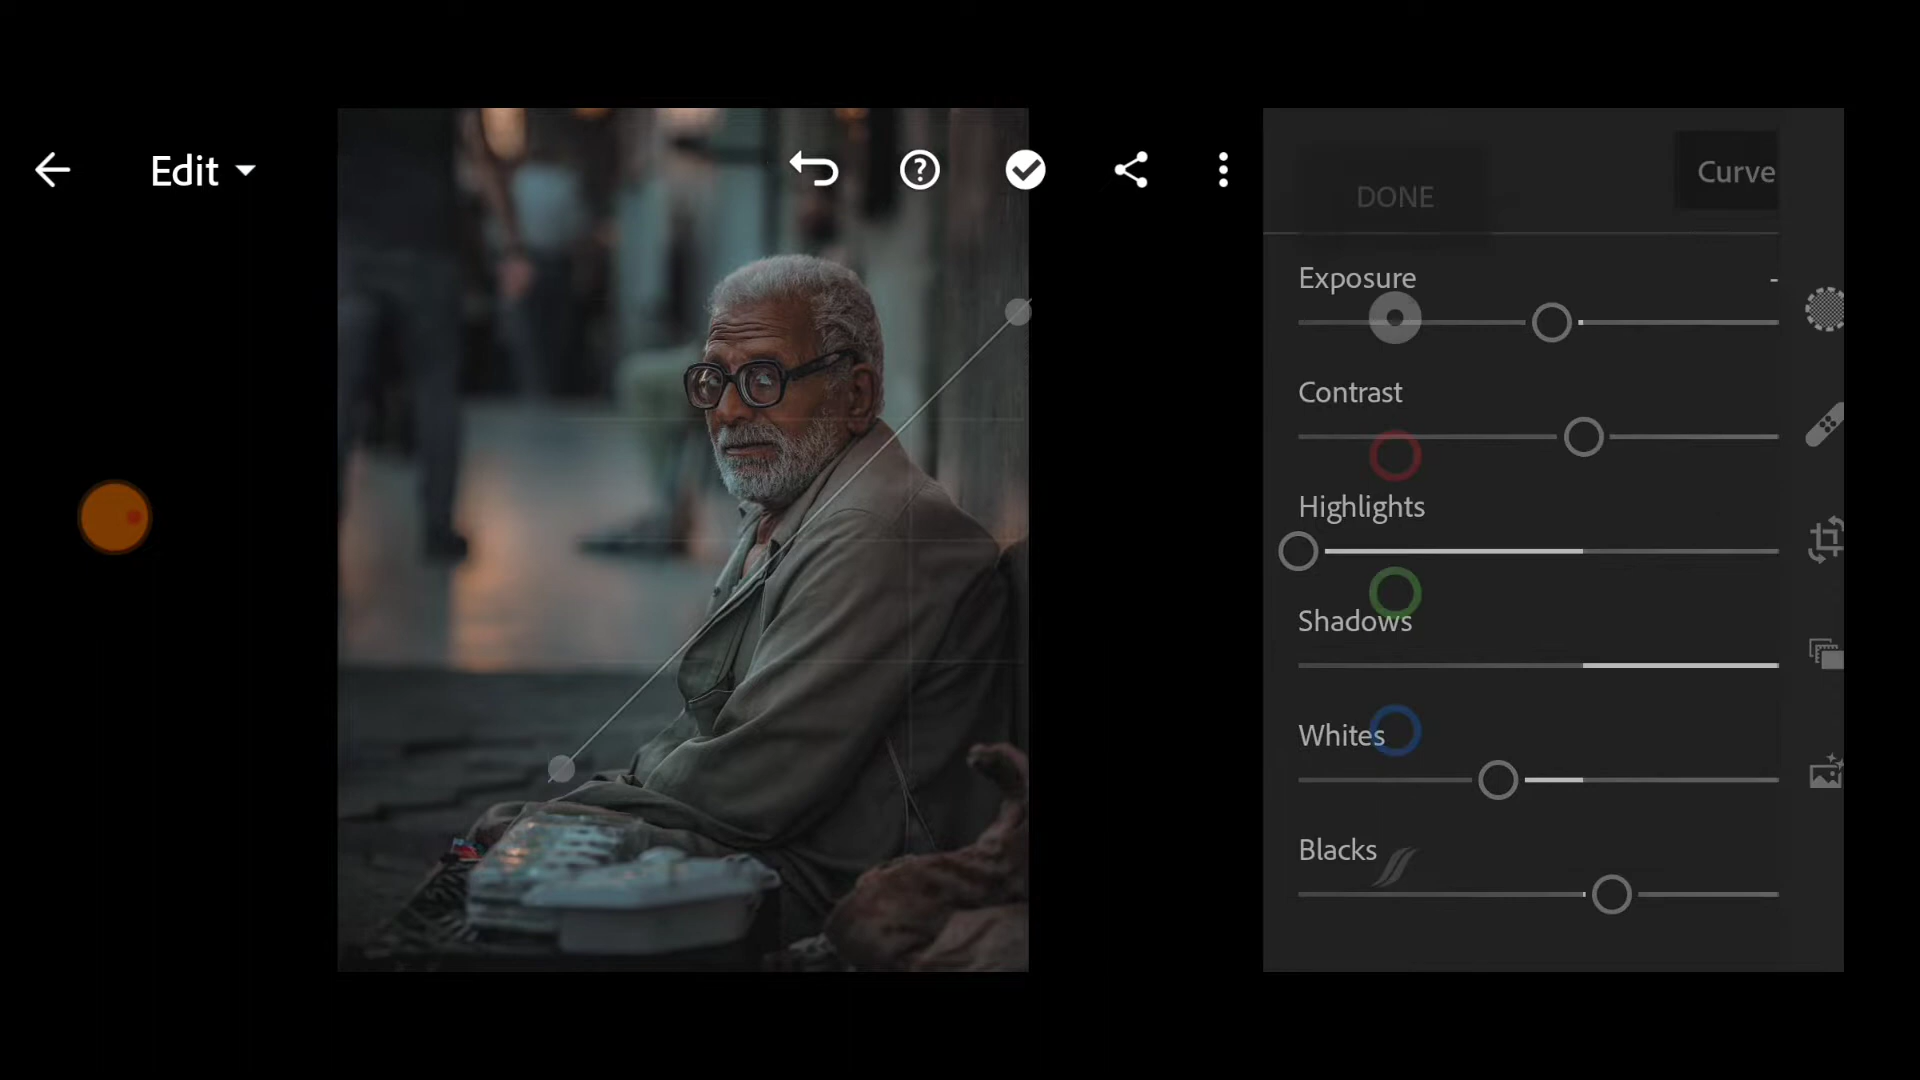 Edit
DONE
Curve
Exposure
-
Contrast
Highlights
Shadows
Whites
Blacks